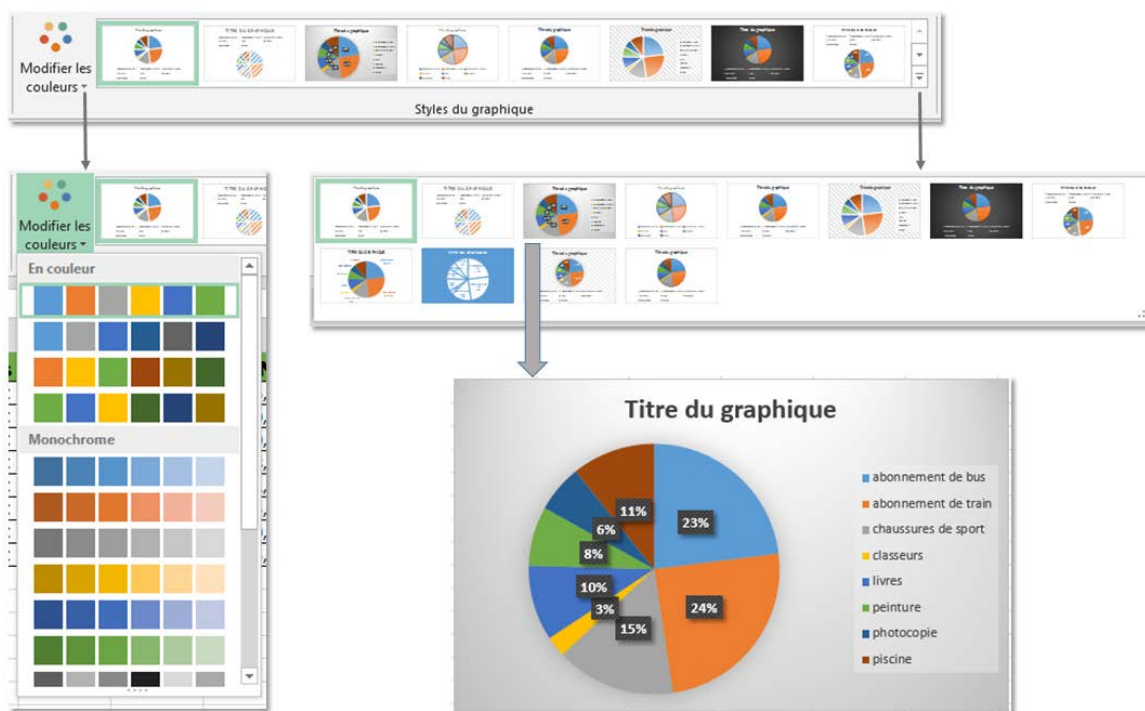 Modifier les
couleurs
Styles du graphique
Modifier les
couleurs
En couleur
Monochrome
Titre du graphique
23%
24%
15%
3%
10%
8%
6%
11%
abonnement de bus
abonnement de train
chaussures de sport
classeurs
livres
peinture
photocopie
piscine